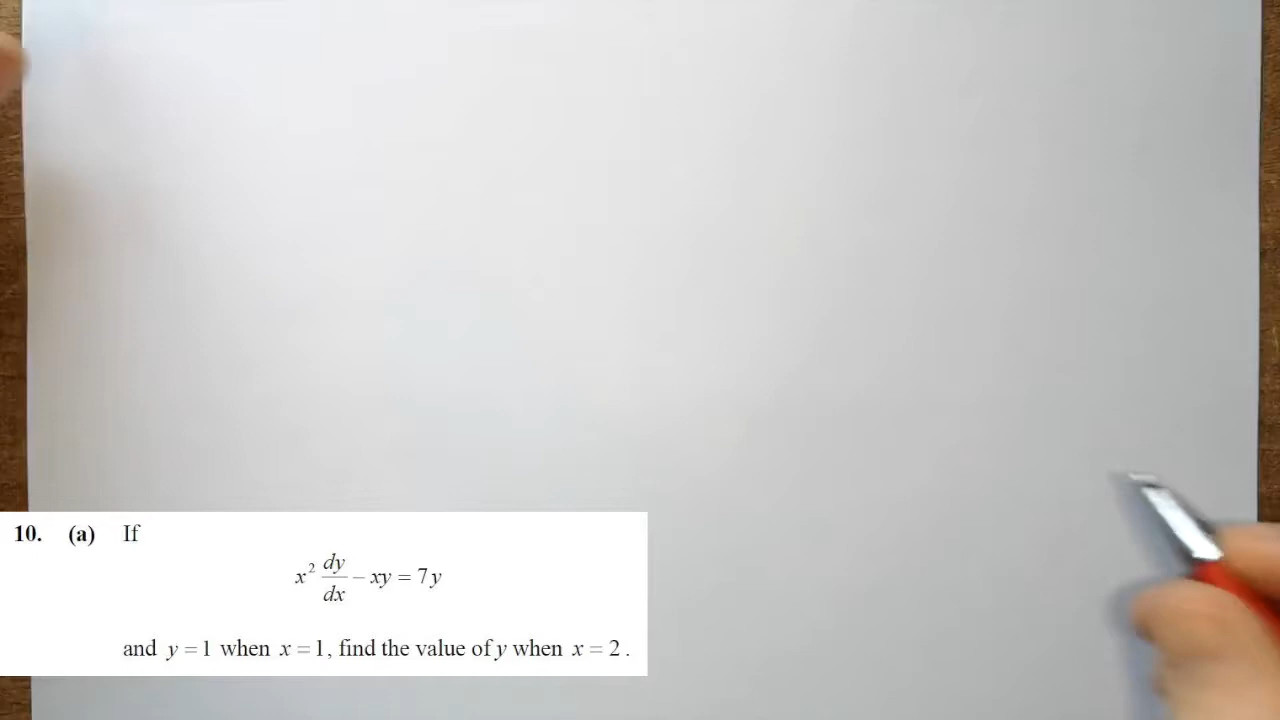 10. (a) If
x² dy/dx − xy = 7y
and y = 1 when x = 1, find the value of y when x = 2.